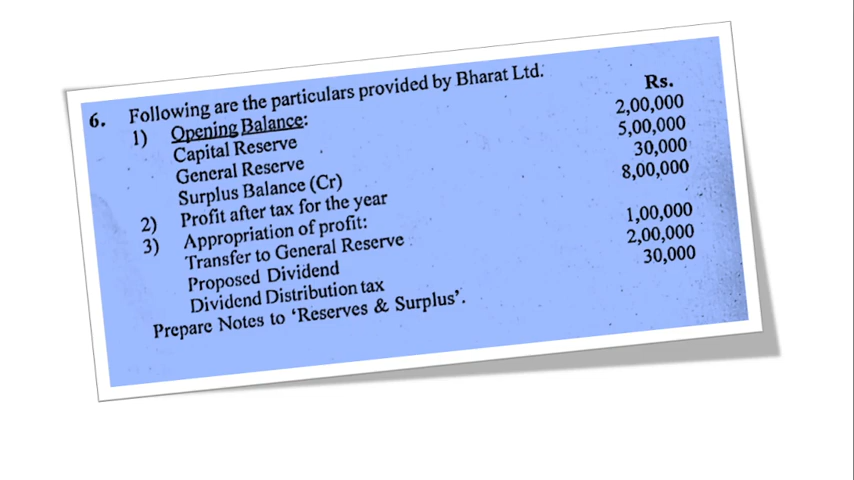 6. Following are the particulars provided by Bharat Ltd.
1) Opening Balance: Rs.
Capital Reserve 2,00,000
General Reserve 5,00,000
Surplus Balance (Cr) 30,000
2) Profit after tax for the year 8,00,000
3) Appropriation of profit:
Transfer to General Reserve 1,00,000
Proposed Dividend 2,00,000
Dividend Distribution tax 30,000
Prepare Notes to ‘Reserves & Surplus’.